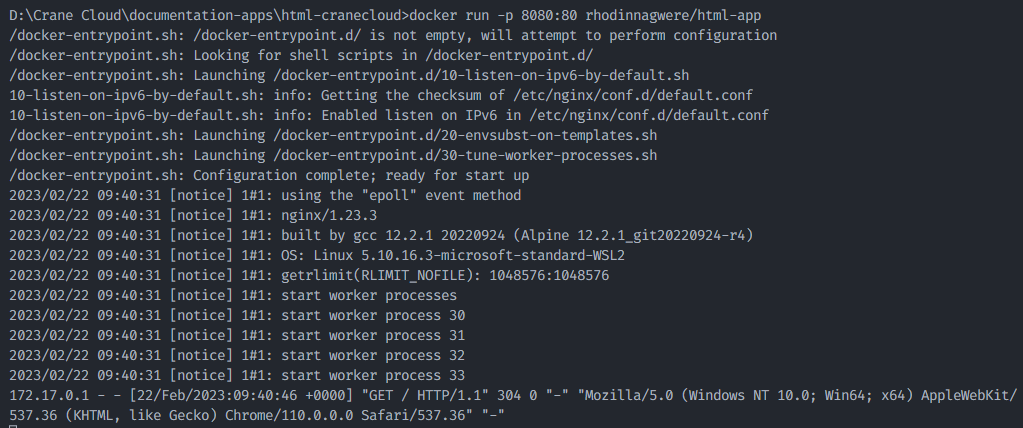 D:\Crane Cloud\documentation-apps\html-cranecloud>docker run -p 8080:80 rhodinnagwere/html-app
/docker-entrypoint.sh: /docker-entrypoint.d/ is not empty, will attempt to perform configuration
/docker-entrypoint.sh: Looking for shell scripts in /docker-entrypoint.d/
/docker-entrypoint.sh: Launching /docker-entrypoint.d/10-listen-on-ipv6-by-default.sh
10-listen-on-ipv6-by-default.sh: info: Getting the checksum of /etc/nginx/conf.d/default.conf
10-listen-on-ipv6-by-default.sh: info: Enabled listen on IPv6 in /etc/nginx/conf.d/default.conf
/docker-entrypoint.sh: Launching /docker-entrypoint.d/20-envsubst-on-templates.sh
/docker-entrypoint.sh: Launching /docker-entrypoint.d/30-tune-worker-processes.sh
/docker-entrypoint.sh: Configuration complete; ready for start up
2023/02/22 09:40:31 [notice] 1#1: using the "epoll" event method
2023/02/22 09:40:31 [notice] 1#1: nginx/1.23.3
2023/02/22 09:40:31 [notice] 1#1: built by gcc 12.2.1 20220924 (Alpine 12.2.1_git20220924-r4)
2023/02/22 09:40:31 [notice] 1#1: OS: Linux 5.10.16.3-microsoft-standard-WSL2
2023/02/22 09:40:31 [notice] 1#1: getrlimit(RLIMIT_NOFILE): 1048576:1048576
2023/02/22 09:40:31 [notice] 1#1: start worker processes
2023/02/22 09:40:31 [notice] 1#1: start worker process 30
2023/02/22 09:40:31 [notice] 1#1: start worker process 31
2023/02/22 09:40:31 [notice] 1#1: start worker process 32
2023/02/22 09:40:31 [notice] 1#1: start worker process 33
172.17.0.1 - - [22/Feb/2023:09:40:46 +0000] "GET / HTTP/1.1" 304 0 "-" "Mozilla/5.0 (Windows NT 10.0; Win64; x64) AppleWebKit/
537.36 (KHTML, like Gecko) Chrome/110.0.0.0 Safari/537.36" "-"